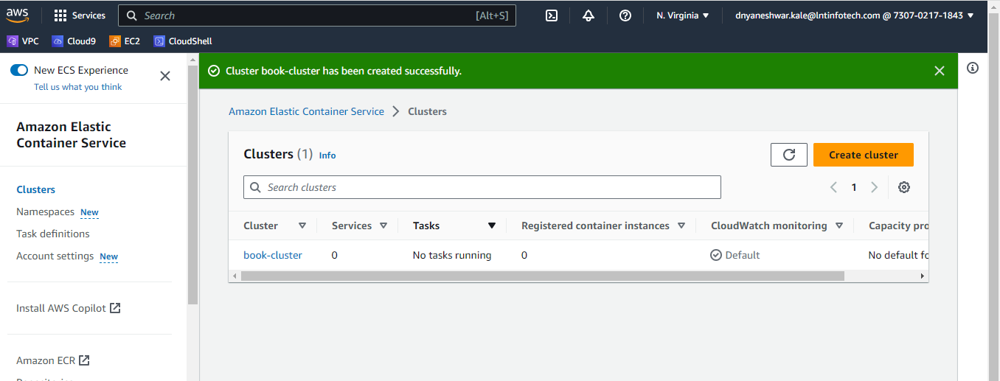 aws
Services
Search
[Alt+S]
N. Virginia
dnyaneshwar.kale@lntinfotech.com @ 7307-0217-1843
VPC
Cloud9
EC2
CloudShell
New ECS Experience
Tell us what you think
Amazon Elastic
Container Service
Clusters
Namespaces New
Task definitions
Account settings New
Install AWS Copilot
Amazon ECR
Cluster book-cluster has been created successfully.
Amazon Elastic Container Service > Clusters
Clusters (1) Info
Create cluster
Search clusters
1
Cluster Services Tasks Registered container instances CloudWatch monitoring Capacity pro
book-cluster 0 No tasks running 0 Default No default fo